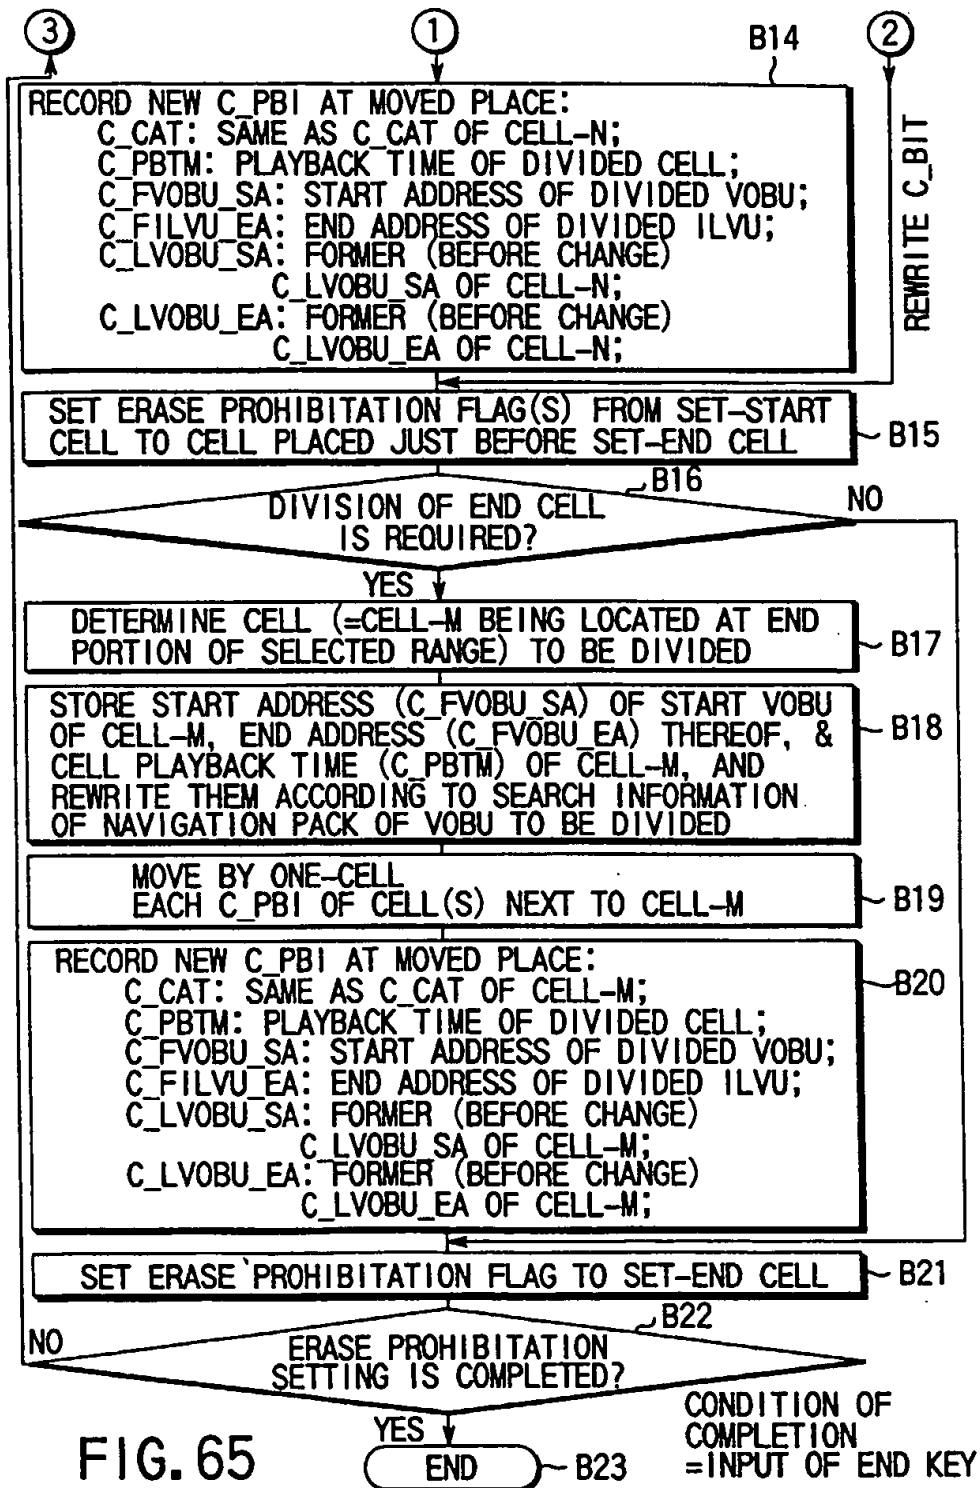 3
1
2
B14
RECORD NEW C_PBI AT MOVED PLACE:
C_CAT: SAME AS C_CAT OF CELL-N;
C_PBTM: PLAYBACK TIME OF DIVIDED CELL;
C_FVOBU_SA: START ADDRESS OF DIVIDED VOBU;
C_FILVU_EA: END ADDRESS OF DIVIDED ILVU;
C_LVOBU_SA: FORMER (BEFORE CHANGE)
C_LVOBU_SA OF CELL-N;
C_LVOBU_EA: FORMER (BEFORE CHANGE)
C_LVOBU_EA OF CELL-N;
REWRITE C_BIT
SET ERASE PROHIBITATION FLAG(S) FROM SET-START
CELL TO CELL PLACED JUST BEFORE SET-END CELL
B15
B16
DIVISION OF END CELL
IS REQUIRED?
NO
YES
DETERMINE CELL (=CELL-M BEING LOCATED AT END
PORTION OF SELECTED RANGE) TO BE DIVIDED
B17
STORE START ADDRESS (C_FVOBU_SA) OF START VOBU
OF CELL-M, END ADDRESS (C_FVOBU_EA) THEREOF, &
CELL PLAYBACK TIME (C_PBTM) OF CELL-M, AND
REWRITE THEM ACCORDING TO SEARCH INFORMATION
OF NAVIGATION PACK OF VOBU TO BE DIVIDED
B18
MOVE BY ONE-CELL
EACH C_PBI OF CELL(S) NEXT TO CELL-M
B19
RECORD NEW C_PBI AT MOVED PLACE:
C_CAT: SAME AS C_CAT OF CELL-M;
C_PBTM: PLAYBACK TIME OF DIVIDED CELL;
C_FVOBU_SA: START ADDRESS OF DIVIDED VOBU;
C_FILVU_EA: END ADDRESS OF DIVIDED ILVU;
C_LVOBU_SA: FORMER (BEFORE CHANGE)
C_LVOBU_SA OF CELL-M;
C_LVOBU_EA: FORMER (BEFORE CHANGE)
C_LVOBU_EA OF CELL-M;
B20
SET ERASE PROHIBITATION FLAG TO SET-END CELL
B21
B22
NO
ERASE PROHIBITATION
SETTING IS COMPLETED?
YES
CONDITION OF
COMPLETION
=INPUT OF END KEY
END
B23
FIG. 65